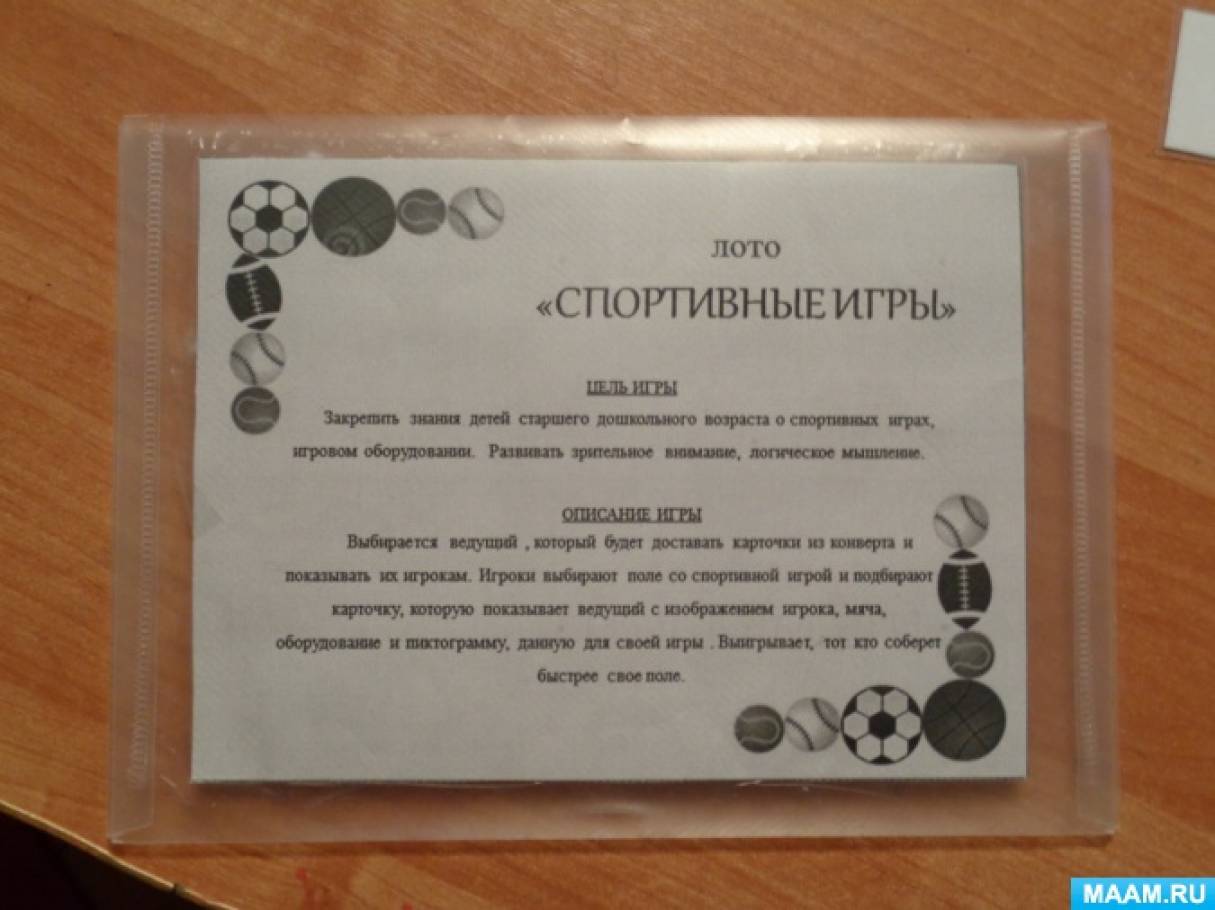 ЛОТО
«СПОРТИВНЫЕ ИГРЫ»
ЦЕЛЬ ИГРЫ
Закрепить знания детей старшего дошкольного возраста о спортивных играх,
игровом оборудовании. Развивать зрительное внимание, логическое мышление.
ОПИСАНИЕ ИГРЫ
Выбирается ведущий , который будет доставать карточки из конверта и
показывать их игрокам. Игроки выбирают поле со спортивной игрой и подбирают
карточку, которую показывает ведущий с изображением игрока, мяча,
оборудование и пиктограмму, данную для своей игры . Выигрывает, тот кто соберет
быстрее свое поле.
MAAM.RU